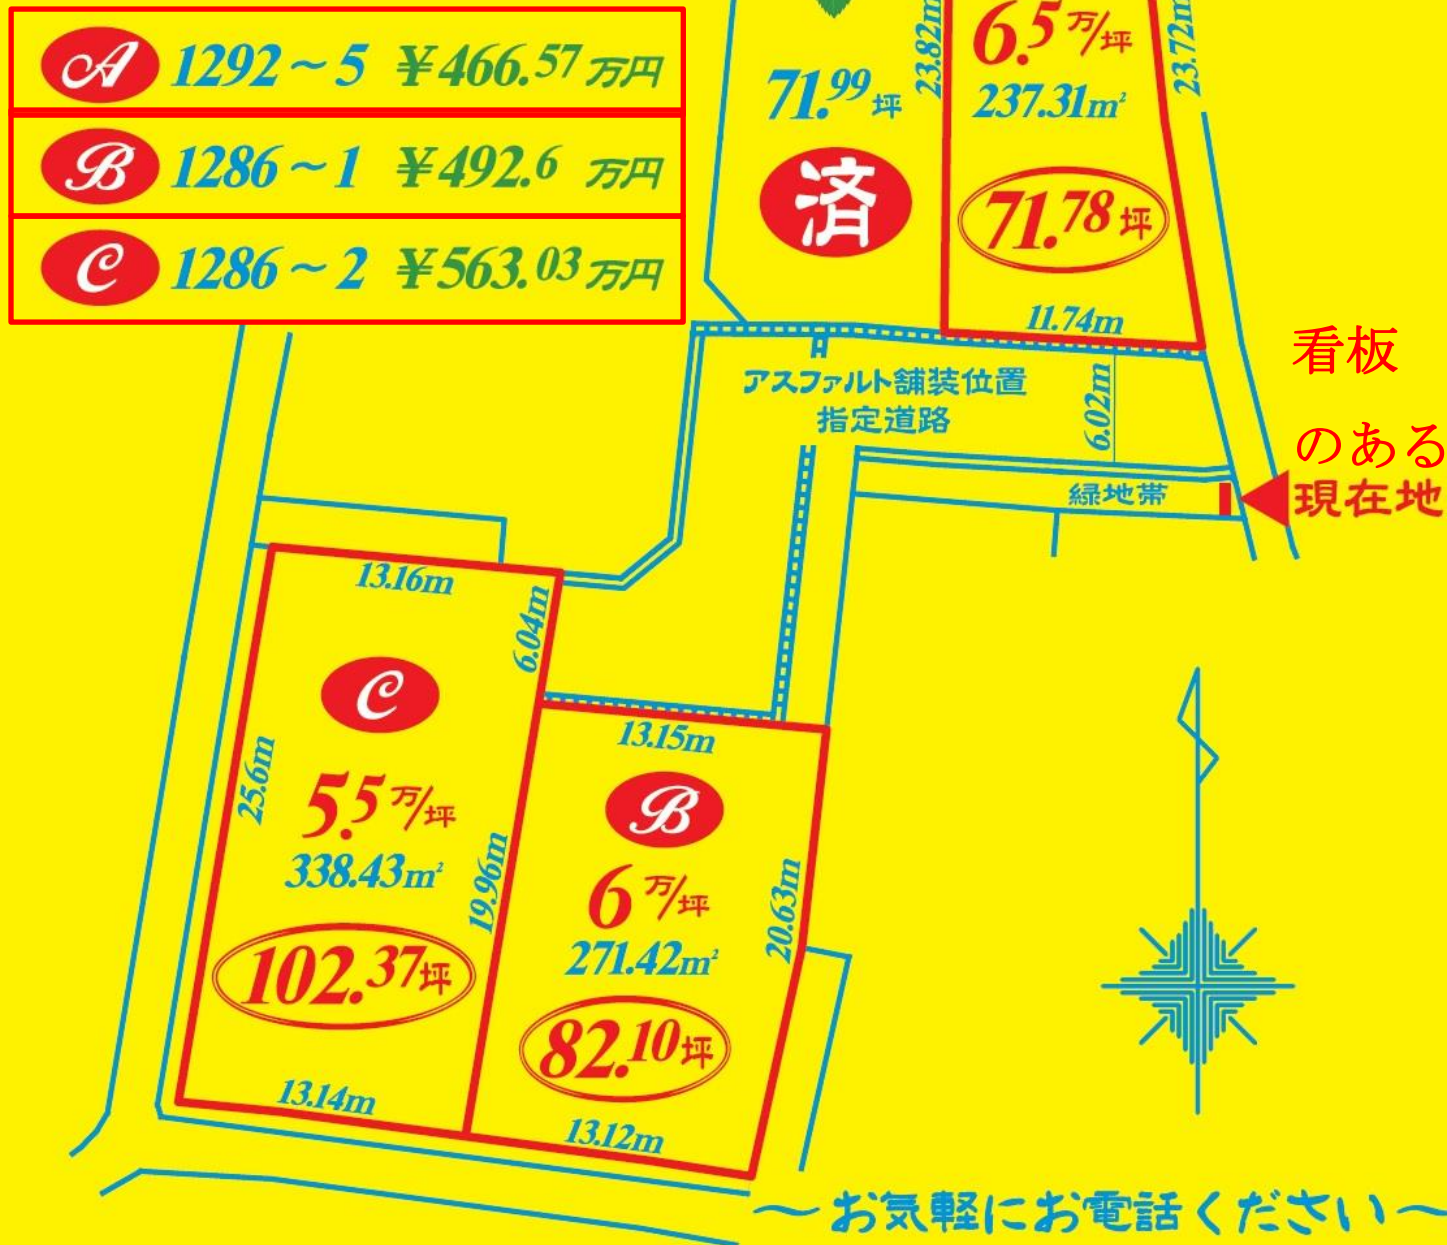 A 1292～5 ¥466.57万円
B 1286～1 ¥492.6 万円
C 1286～2 ¥563.03万円
71.99坪
済
23.82m
6.5万/坪
237.31m²
71.78坪
23.72m
11.74m
アスファルト舗装位置
指定道路
6.02m
緑地帯
看板
のある
現在地
13.16m
6.04m
C
5.5万/坪
338.43m²
102.37坪
25.6m
19.96m
13.14m
13.15m
B
6万/坪
271.42m²
82.10坪
20.63m
13.12m
～お気軽にお電話ください～